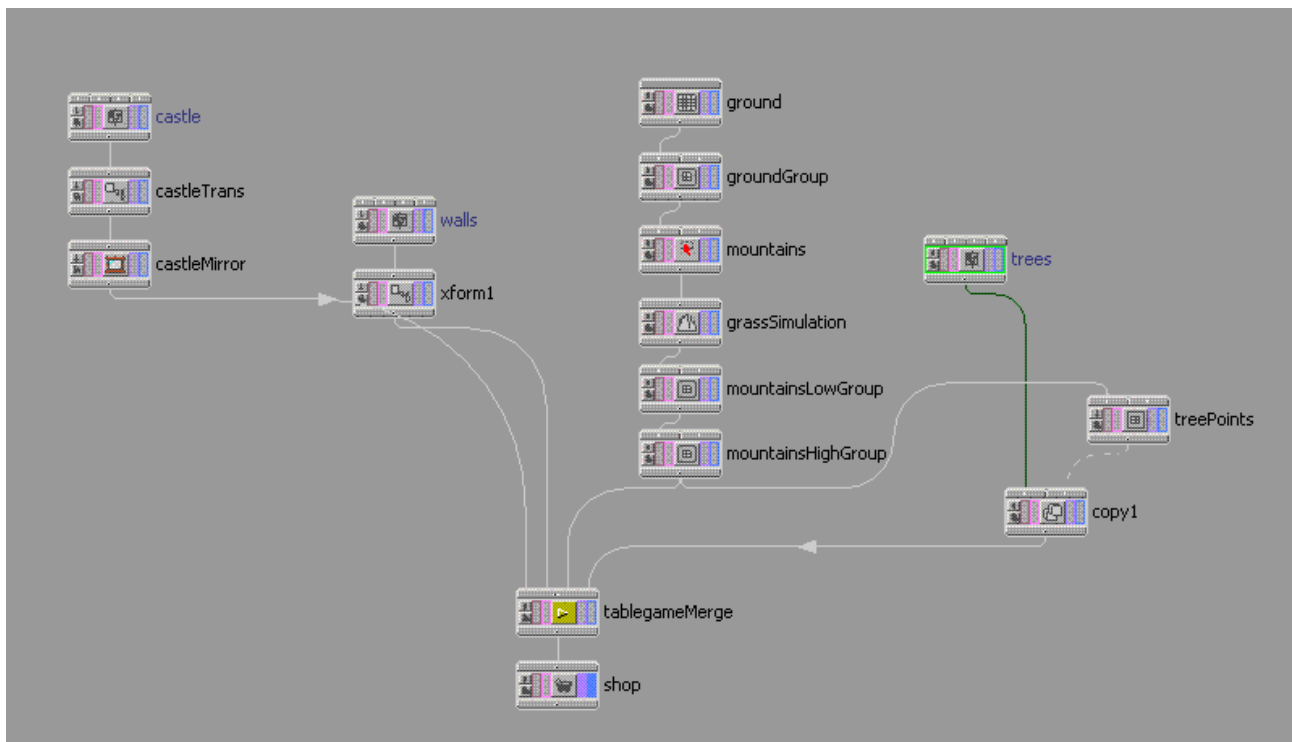 castle
castleTrans
castleMirror
walls
xform1
ground
groundGroup
mountains
grassSimulation
mountainsLowGroup
mountainsHighGroup
trees
treePoints
copy1
tablegameMerge
shop